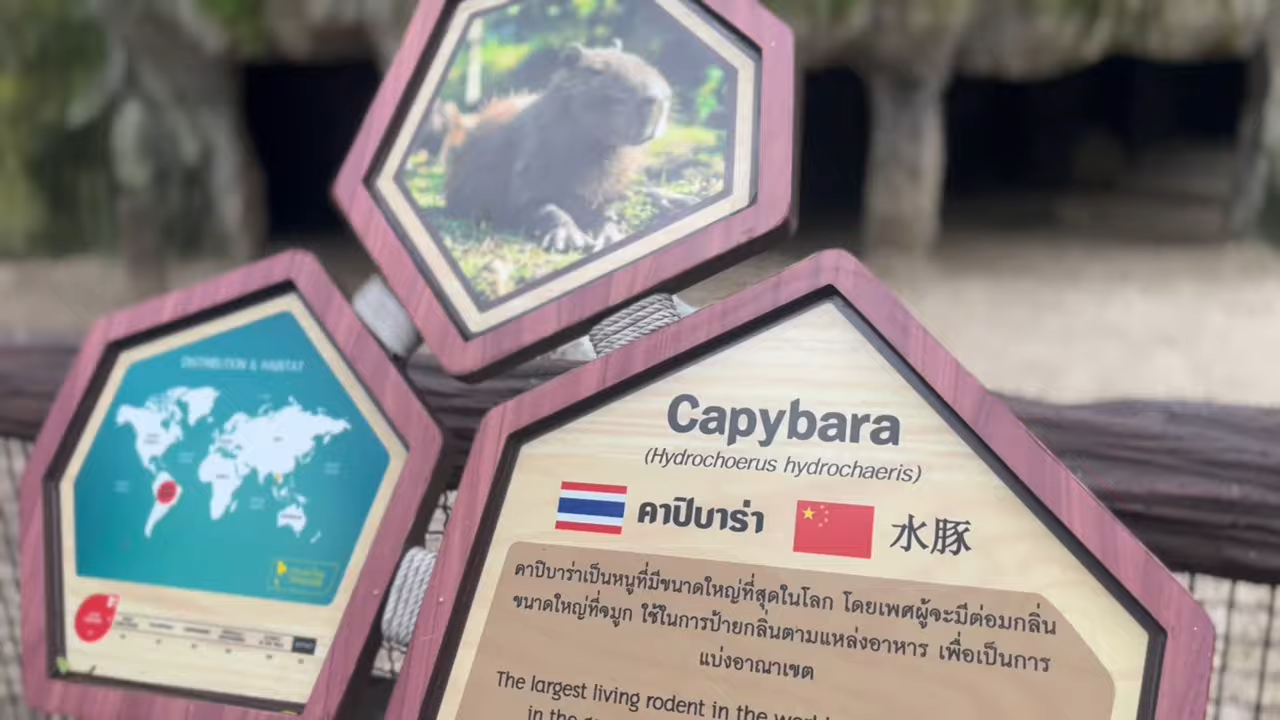 DISTRIBUTION & HABITAT
Capybara
(Hydrochoerus hydrochaeris)
คาปิบาร่า
水豚
คาปิบาร่าเป็นหนูที่มีขนาดใหญ่ที่สุดในโลก โดยเพศผู้จะมีต่อมกลิ่น
ขนาดใหญ่ที่จมูก ใช้ในการป้ายกลิ่นตามแหล่งอาหาร เพื่อเป็นการ
แบ่งอาณาเขต
The largest living rodent in the world
in the